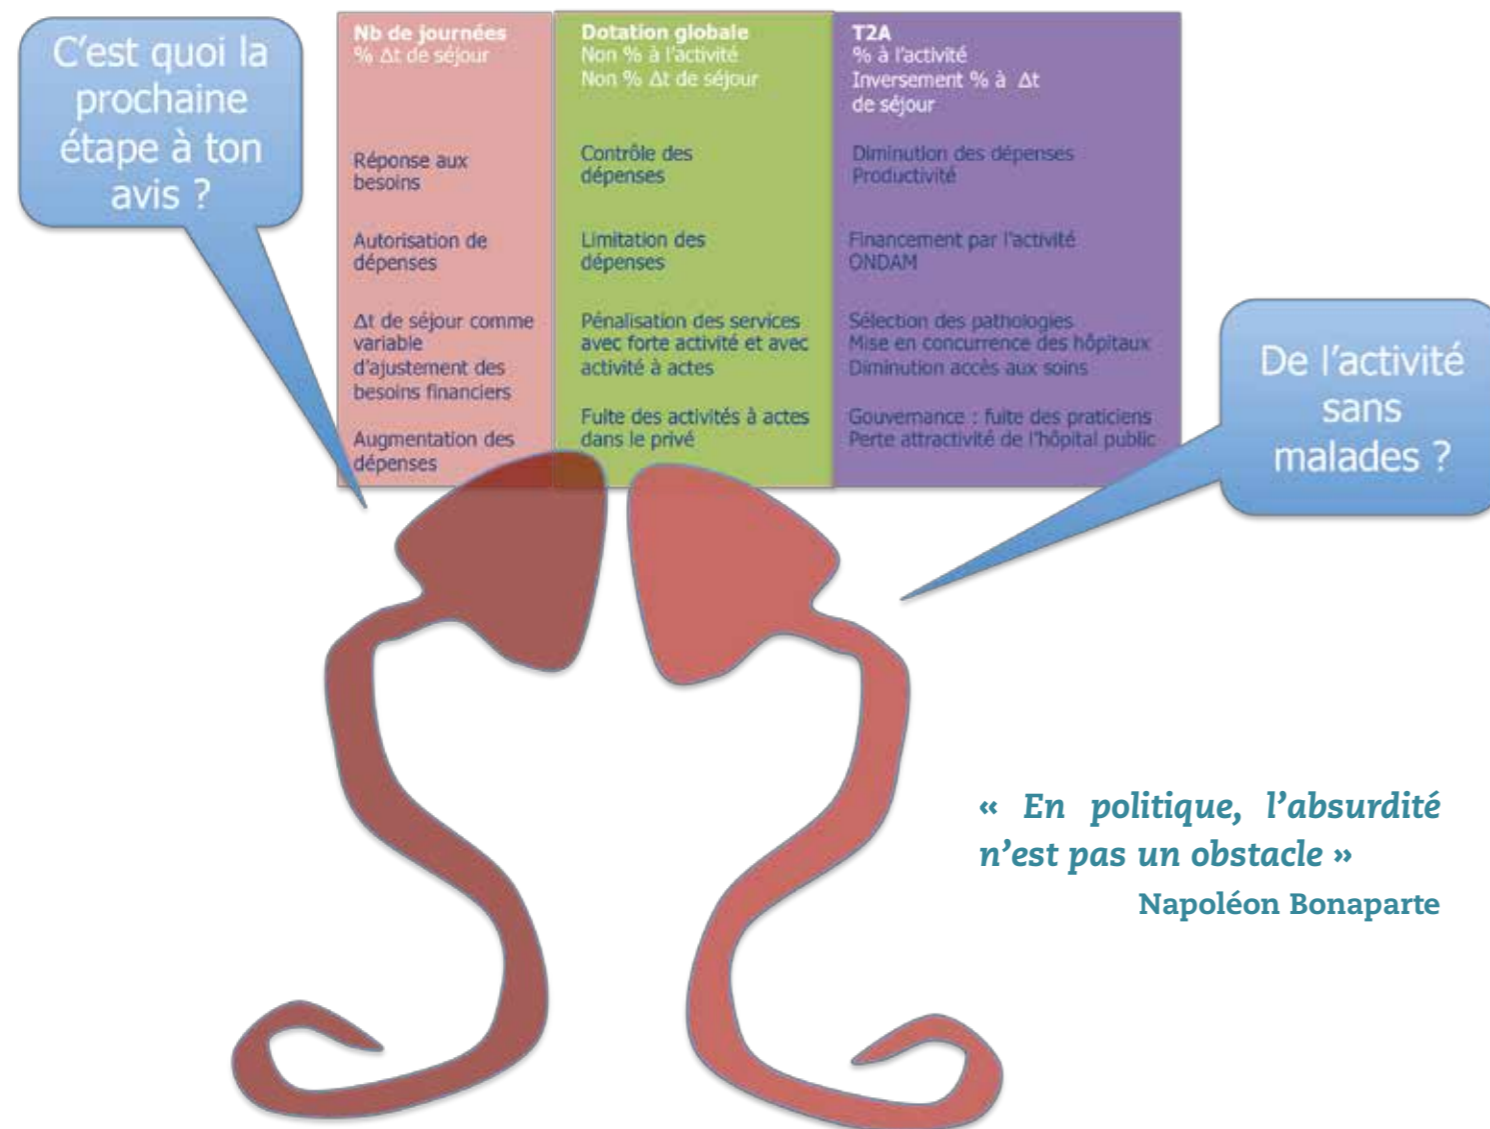 C’est quoi la
prochaine
étape à ton
avis ?
Nb de journées
% Δt de séjour
Réponse aux
besoins
Autorisation de
dépenses
Δt de séjour comme
variable
d’ajustement des
besoins financiers
Augmentation des
dépenses
Dotation globale
Non % à l’activité
Non % Δt de séjour
Contrôle des
dépenses
Limitation des
dépenses
Pénalisation des services
avec forte activité et avec
activité à actes
Fuite des activités à actes
dans le privé
T2A
% à l’activité
Inversement % à Δt
de séjour
Diminution des dépenses
Productivité
Financement par l’activité
ONDAM
Sélection des pathologies
Mise en concurrence des hôpitaux
Diminution accès aux soins
Gouvernance : fuite des praticiens
Perte attractivité de l’hôpital public
De l’activité
sans
malades ?
« En politique, l’absurdité
n’est pas un obstacle »
Napoléon Bonaparte